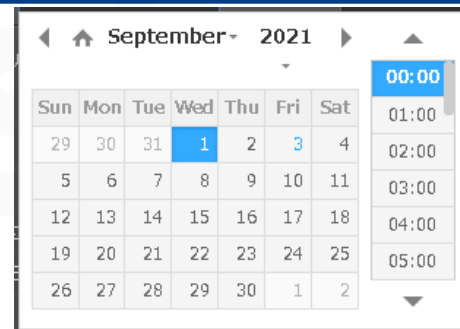 September 2021
Sun Mon Tue Wed Thu Fri Sat
29 30 31 1 2 3 4
5 6 7 8 9 10 11
12 13 14 15 16 17 18
19 20 21 22 23 24 25
26 27 28 29 30 1 2
00:00
01:00
02:00
03:00
04:00
05:00